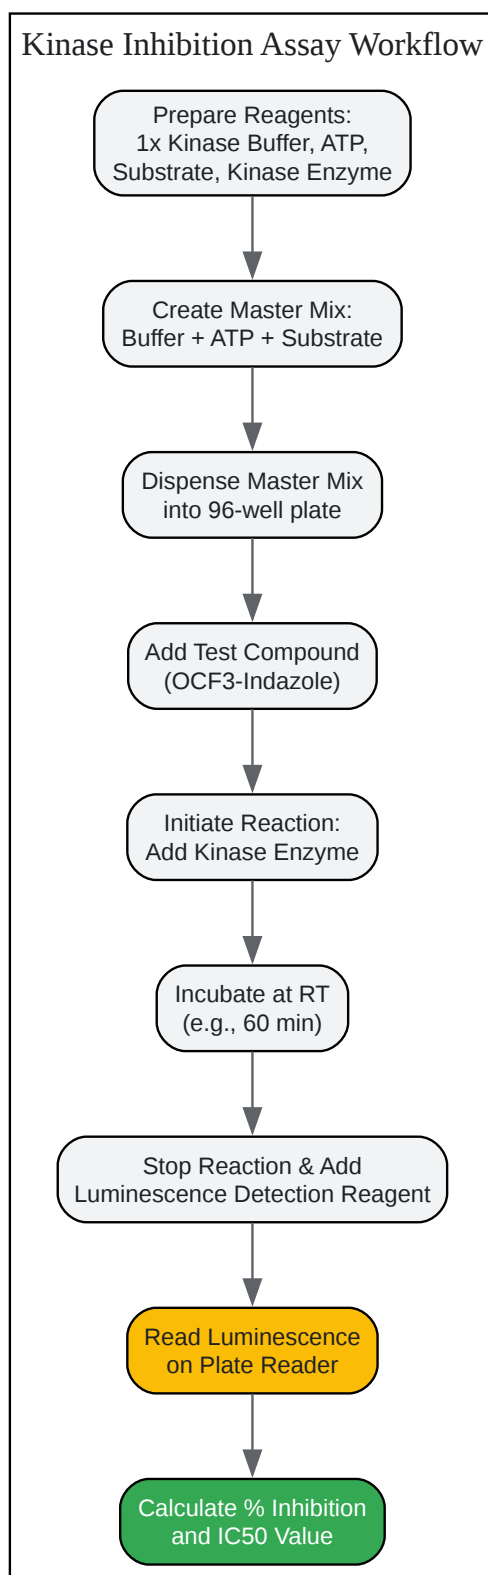 Kinase Inhibition Assay Workflow
Prepare Reagents:
1x Kinase Buffer, ATP,
Substrate, Kinase Enzyme
Create Master Mix:
Buffer + ATP + Substrate
Dispense Master Mix
into 96-well plate
Add Test Compound
(OCF3-Indazole)
Initiate Reaction:
Add Kinase Enzyme
Incubate at RT
(e.g., 60 min)
Stop Reaction & Add
Luminescence Detection Reagent
Read Luminescence
on Plate Reader
Calculate % Inhibition
and IC50 Value